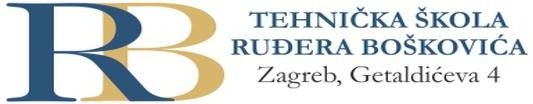 RB
TEHNIČKA ŠKOLA
RUĐERA BOŠKOVIĆA
Zagreb, Getaldićeva 4